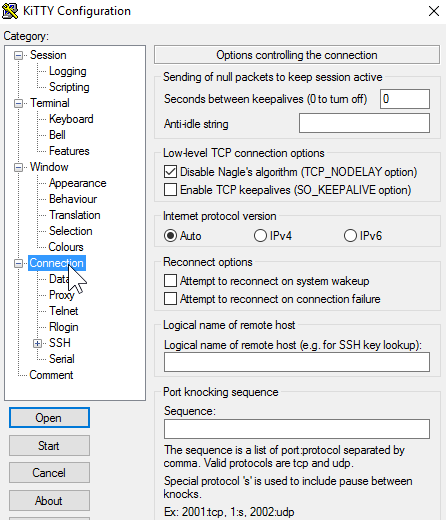 KiTTY Configuration
Category:
Session
Logging
Scripting
Terminal
Keyboard
Bell
Features
Window
Appearance
Behaviour
Translation
Selection
Colours
Connection
Data
Proxy
Telnet
Rlogin
SSH
Serial
Comment
Open
Start
Cancel
About
Options controlling the connection
Sending of null packets to keep session active
Seconds between keepalives (0 to turn off)
0
Anti-idle string
Low-level TCP connection options
Disable Nagle's algorithm (TCP_NODELAY option)
Enable TCP keepalives (SO_KEEPALIVE option)
Internet protocol version
Auto IPv4 IPv6
Reconnect options
Attempt to reconnect on system wakeup
Attempt to reconnect on connection failure
Logical name of remote host
Logical name of remote host (e.g. for SSH key lookup):
Port knocking sequence
Sequence:
The sequence is a list of port:protocol separated by
comma. Valid protocols are tcp and udp.
Special protocol 's' is used to include pause between
knocks.
Ex: 2001:tcp, 1:s, 2002:udp